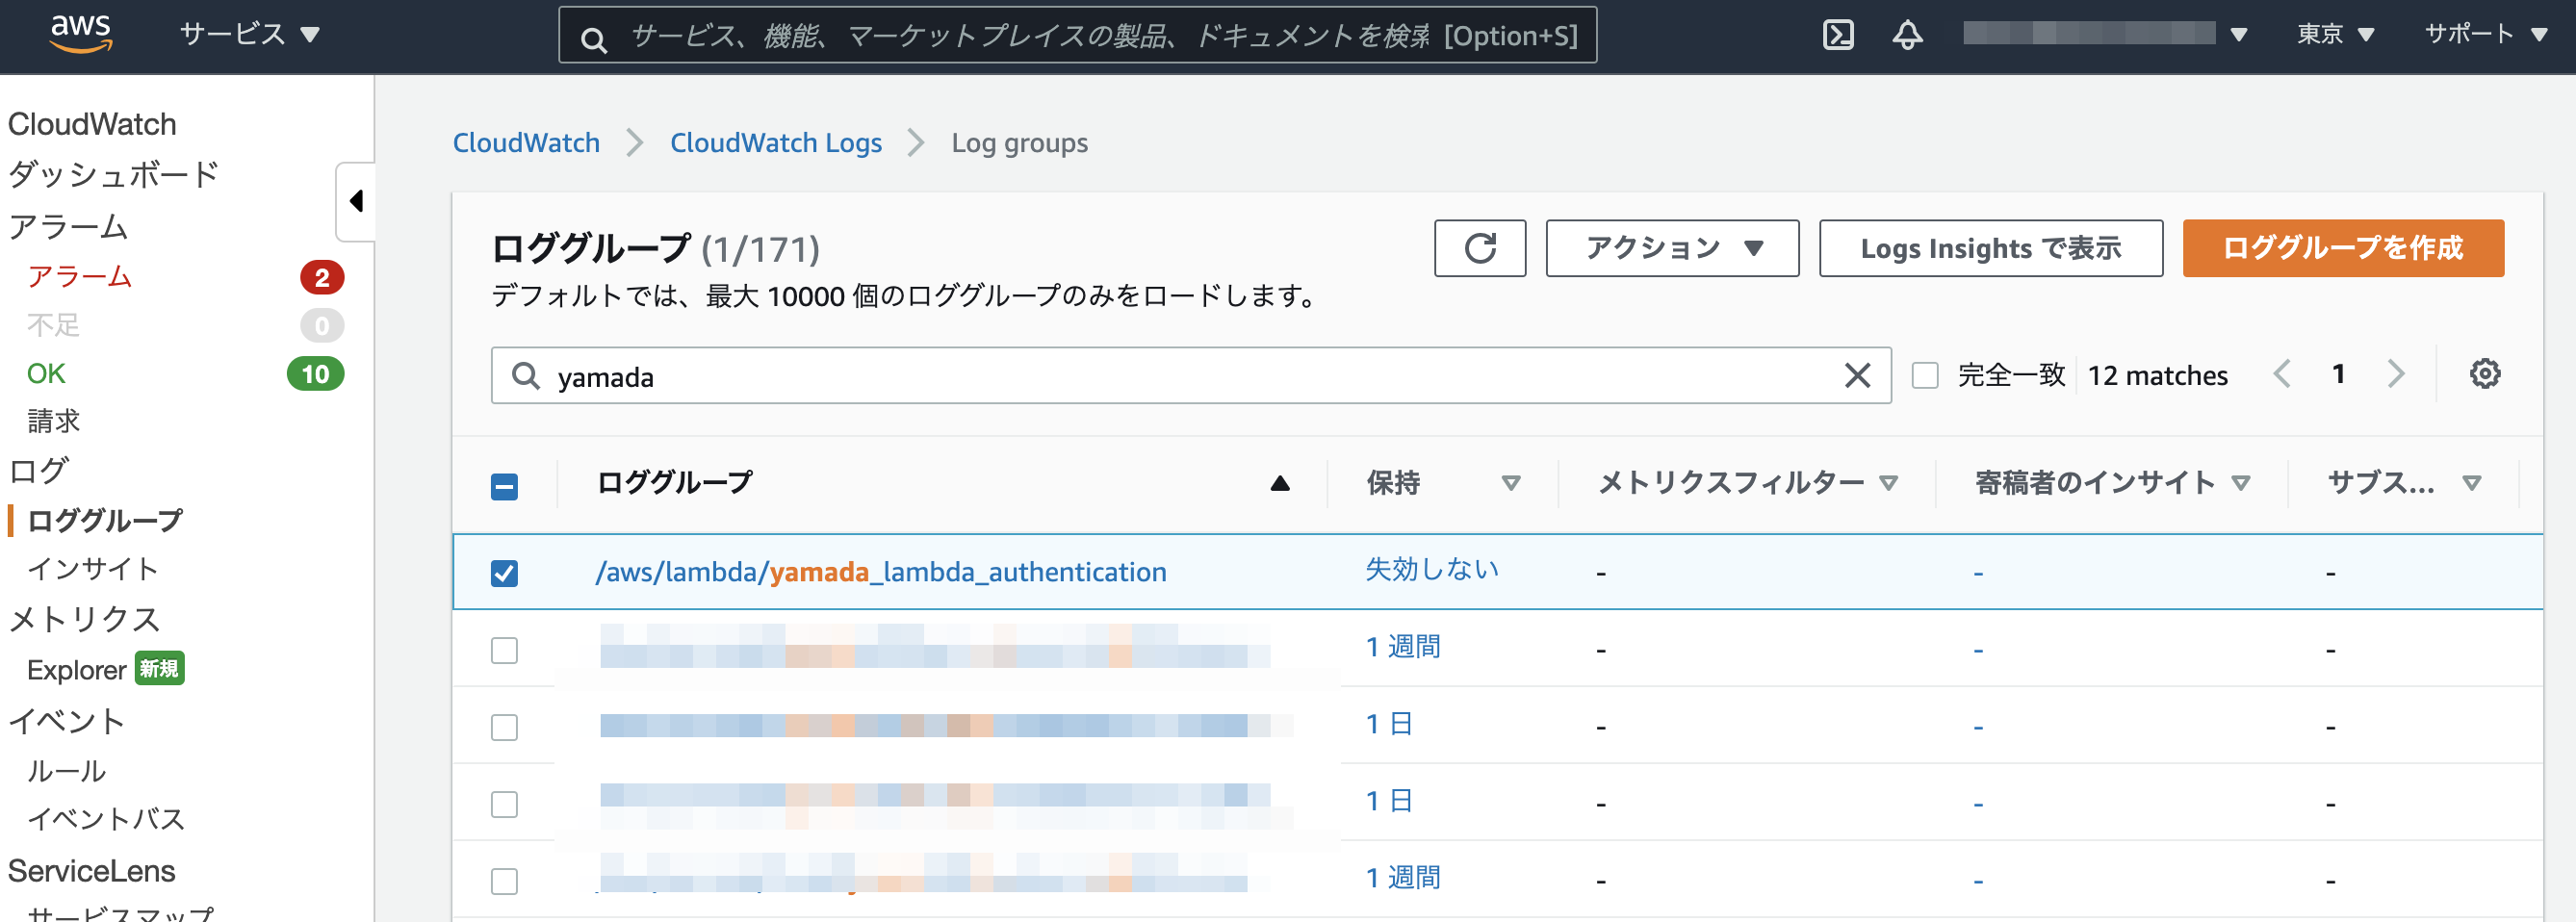 aws
サービス
サービス、機能、マーケットプレイスの製品、ドキュメントを検索 [Option+S]
東京
サポート
CloudWatch
ダッシュボード
アラーム
アラーム 2
不足 0
OK 10
請求
ログ
ロググループ
インサイト
メトリクス
Explorer 新規
イベント
ルール
イベントバス
ServiceLens
サービスマップ
CloudWatch CloudWatch Logs Log groups
ロググループ (1/171)
デフォルトでは、最大 10000 個のロググループのみをロードします。
アクション
Logs Insights で表示
ロググループを作成
yamada
完全一致 12 matches 1
ロググループ 保持 メトリクスフィルター 寄稿者のインサイト サブス...
/aws/lambda/yamada_lambda_authentication 失効しない - - -
1 週間 - - -
1 日 - - -
1 日 - - -
1 週間 - - -